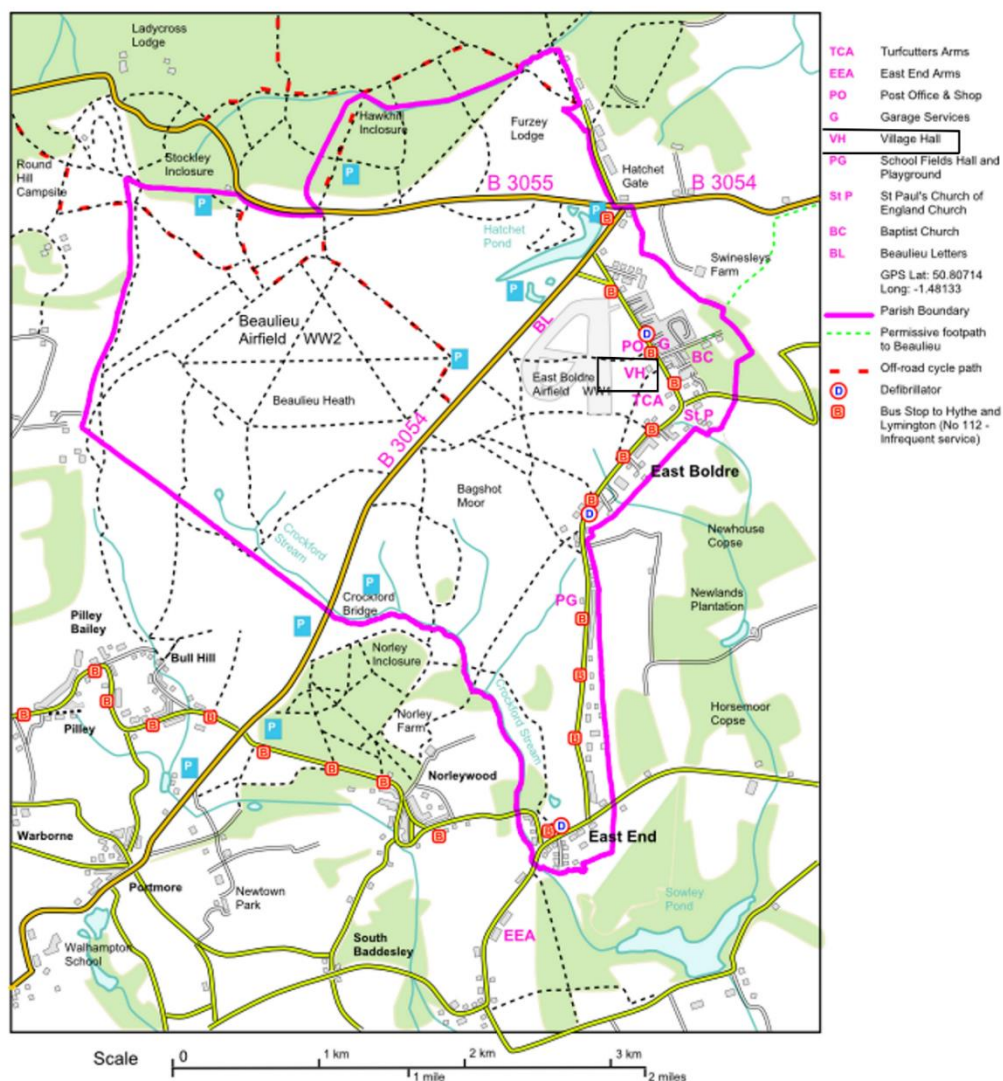 Ladycross
Lodge
Hawkhill
Inclosure
Furzey
Lodge
Round
Hill
Campsite
Stockley
Inclosure
P
P
B 3055
Hatchet
Gate
B 3054
P
B
Hatchet
Pond
Swinesleys
Farm
P
B
Beaulieu
Airfield WW2
BL
D
PO
G
B
BC
P
VH
East Boldre
Airfield WW1
B
Beaulieu Heath
TCA
St P
B 3054
B
B
East Boldre
Bagshot
Moor
B
D
Newhouse
Copse
Crockford
Stream
P
Crockford
Bridge
PG
Newlands
Plantation
P
B
Pilley
Bailey
Bull Hill
Norley
Inclosure
B
B
Crockford Stream
B
Horsemoor
Copse
B
B
B
Pilley
P
Norley
Farm
B
B
B
P
B
Norleywood
Warborne
B
B
D
East End
Portmore
Newtown
Park
Sowley
Pond
Walhampton
School
South
Baddesley
EEA
Scale
0
1 km
2 km
3 km
1 mile
2 miles
TCA Turfcutters Arms
EEA East End Arms
PO Post Office & Shop
G Garage Services
VH Village Hall
PG School Fields Hall and
Playground
St P St Paul's Church of
England Church
BC Baptist Church
BL Beaulieu Letters
GPS Lat: 50.80714
Long: -1.48133
Parish Boundary
Permissive footpath
to Beaulieu
Off-road cycle path
D Defibrillator
B Bus Stop to Hythe and
Lymington (No 112 -
Infrequent service)